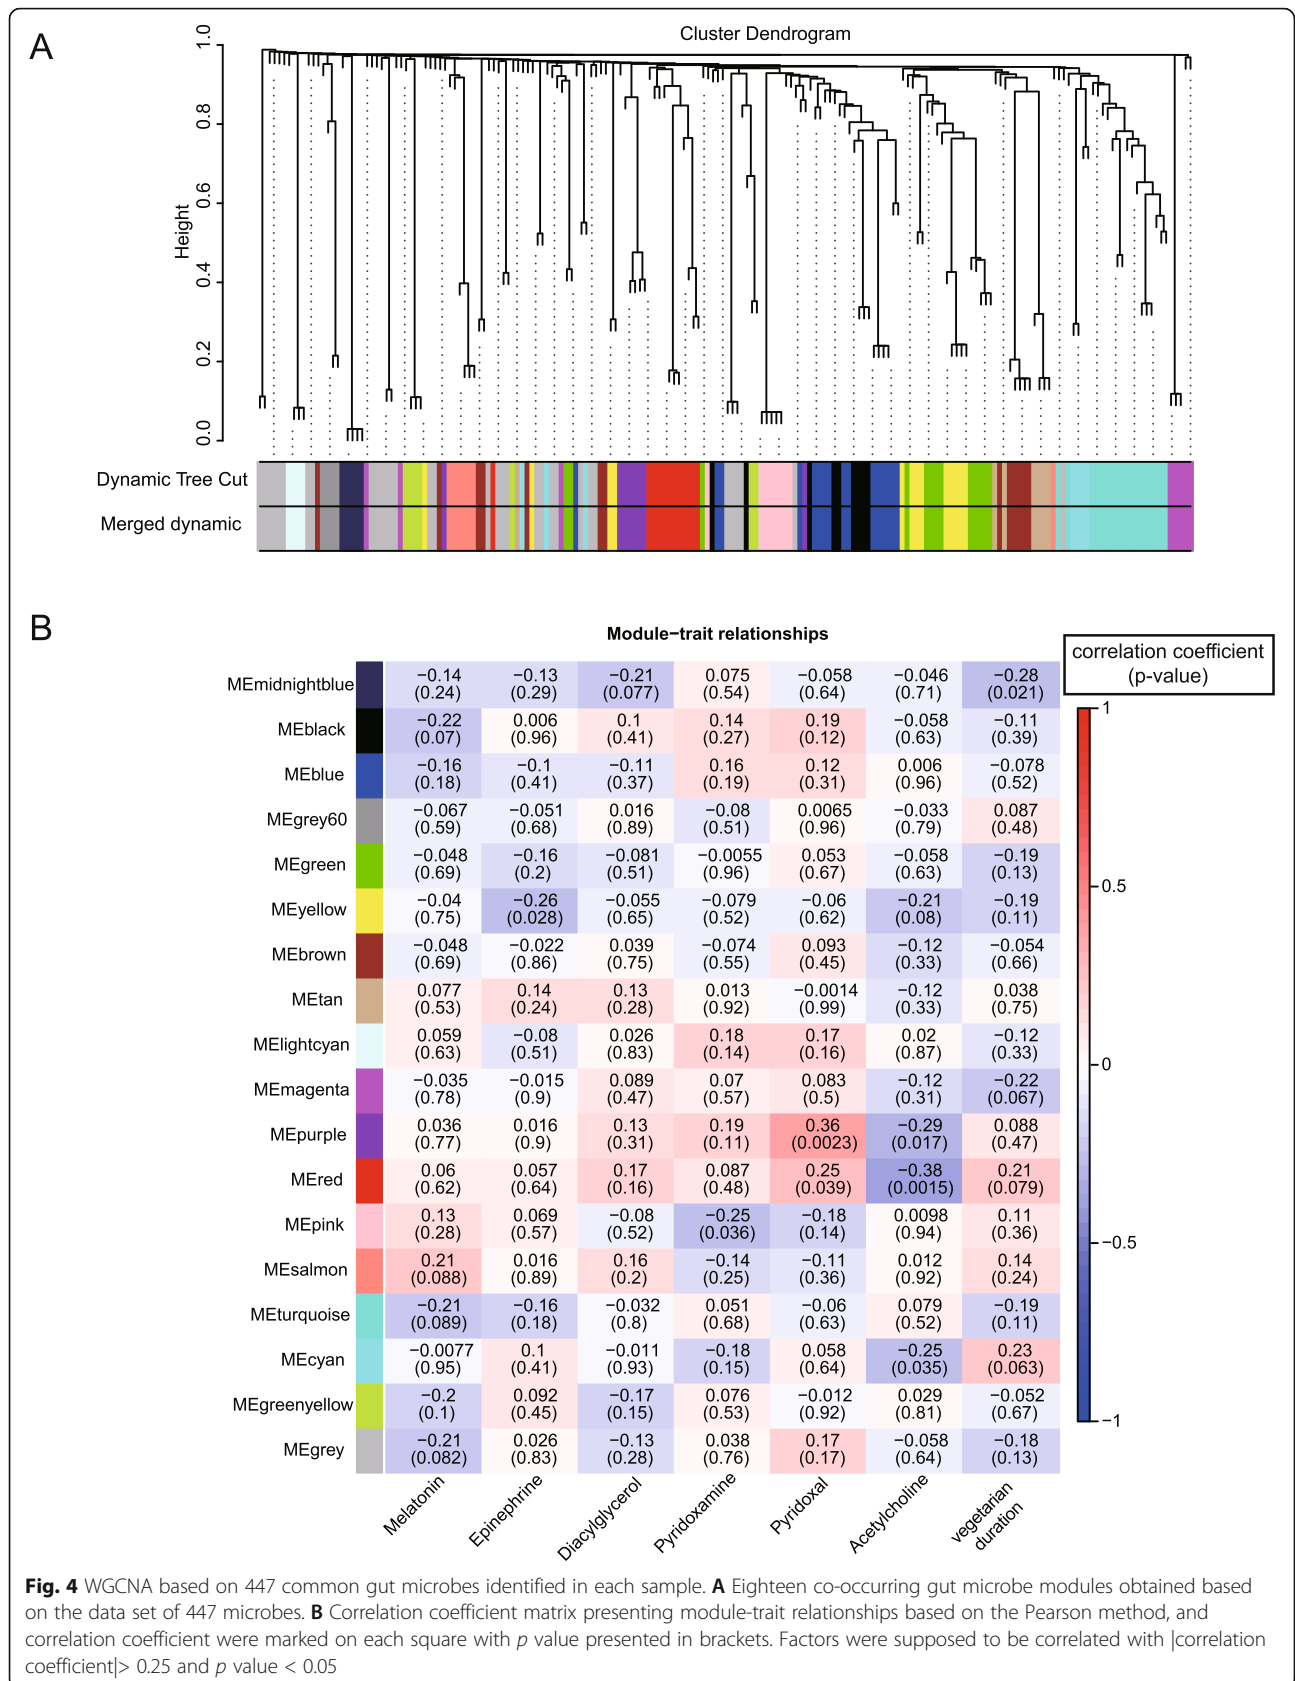 A
Cluster Dendrogram
Height
1.0
0.8
0.6
0.4
0.2
0.0
Dynamic Tree Cut
Merged dynamic
B
Module−trait relationships
correlation coefficient
(p-value)
MEmidnightblue −0.14 −0.13 −0.21 0.075 −0.058 −0.046 −0.28
(0.24) (0.29) (0.077) (0.54) (0.64) (0.71) (0.021)
MEblack −0.22 0.006 0.1 0.14 0.19 −0.058 −0.11
(0.07) (0.96) (0.41) (0.27) (0.12) (0.63) (0.39)
MEblue −0.16 −0.1 −0.11 0.16 0.12 0.006 −0.078
(0.18) (0.41) (0.37) (0.19) (0.31) (0.96) (0.52)
MEgrey60 −0.067 −0.051 0.016 −0.08 0.0065 −0.033 0.087
(0.59) (0.68) (0.89) (0.51) (0.96) (0.79) (0.48)
MEgreen −0.048 −0.16 −0.081 −0.0055 0.053 −0.058 −0.19
(0.69) (0.2) (0.51) (0.96) (0.67) (0.63) (0.13)
MEyellow −0.04 −0.26 −0.055 −0.079 −0.06 −0.21 −0.19
(0.75) (0.028) (0.65) (0.52) (0.62) (0.08) (0.11)
MEbrown −0.048 −0.022 0.039 −0.074 0.093 −0.12 −0.054
(0.69) (0.86) (0.75) (0.55) (0.45) (0.33) (0.66)
MEtan 0.077 0.14 0.13 0.013 −0.0014 −0.12 0.038
(0.53) (0.24) (0.28) (0.92) (0.99) (0.33) (0.75)
MElightcyan 0.059 −0.08 0.026 0.18 0.17 0.02 −0.12
(0.63) (0.51) (0.83) (0.14) (0.16) (0.87) (0.33)
MEmagenta −0.035 −0.015 0.089 0.07 0.083 −0.12 −0.22
(0.78) (0.9) (0.47) (0.57) (0.5) (0.31) (0.067)
MEpurple 0.036 0.016 0.13 0.19 0.36 −0.29 0.088
(0.77) (0.9) (0.31) (0.11) (0.0023) (0.017) (0.47)
MEred 0.06 0.057 0.17 0.087 0.25 −0.38 0.21
(0.62) (0.64) (0.16) (0.48) (0.039) (0.0015) (0.079)
MEpink 0.13 0.069 −0.08 −0.25 −0.18 0.0098 0.11
(0.28) (0.57) (0.52) (0.036) (0.14) (0.94) (0.36)
MEsalmon 0.21 0.016 0.16 −0.14 −0.11 0.012 0.14
(0.088) (0.89) (0.2) (0.25) (0.36) (0.92) (0.24)
MEturquoise −0.21 −0.16 −0.032 0.051 −0.06 0.079 −0.19
(0.089) (0.18) (0.8) (0.68) (0.63) (0.52) (0.11)
MEcyan −0.0077 0.1 −0.011 −0.18 0.058 −0.25 0.23
(0.95) (0.41) (0.93) (0.15) (0.64) (0.035) (0.063)
MEgreenyellow −0.2 0.092 −0.17 0.076 −0.012 0.029 −0.052
(0.1) (0.45) (0.15) (0.53) (0.92) (0.81) (0.67)
MEgrey −0.21 0.026 −0.13 0.038 0.17 −0.058 −0.18
(0.082) (0.83) (0.28) (0.76) (0.17) (0.64) (0.13)
1
0.5
0
−0.5
−1
Melatonin
Epinephrine
Diacylglycerol
Pyridoxamine
Pyridoxal
Acetylcholine
vegetarian
duration
Fig. 4 WGCNA based on 447 common gut microbes identified in each sample. A Eighteen co-occurring gut microbe modules obtained based
on the data set of 447 microbes. B Correlation coefficient matrix presenting module-trait relationships based on the Pearson method, and
correlation coefficient were marked on each square with p value presented in brackets. Factors were supposed to be correlated with |correlation
coefficient|> 0.25 and p value < 0.05